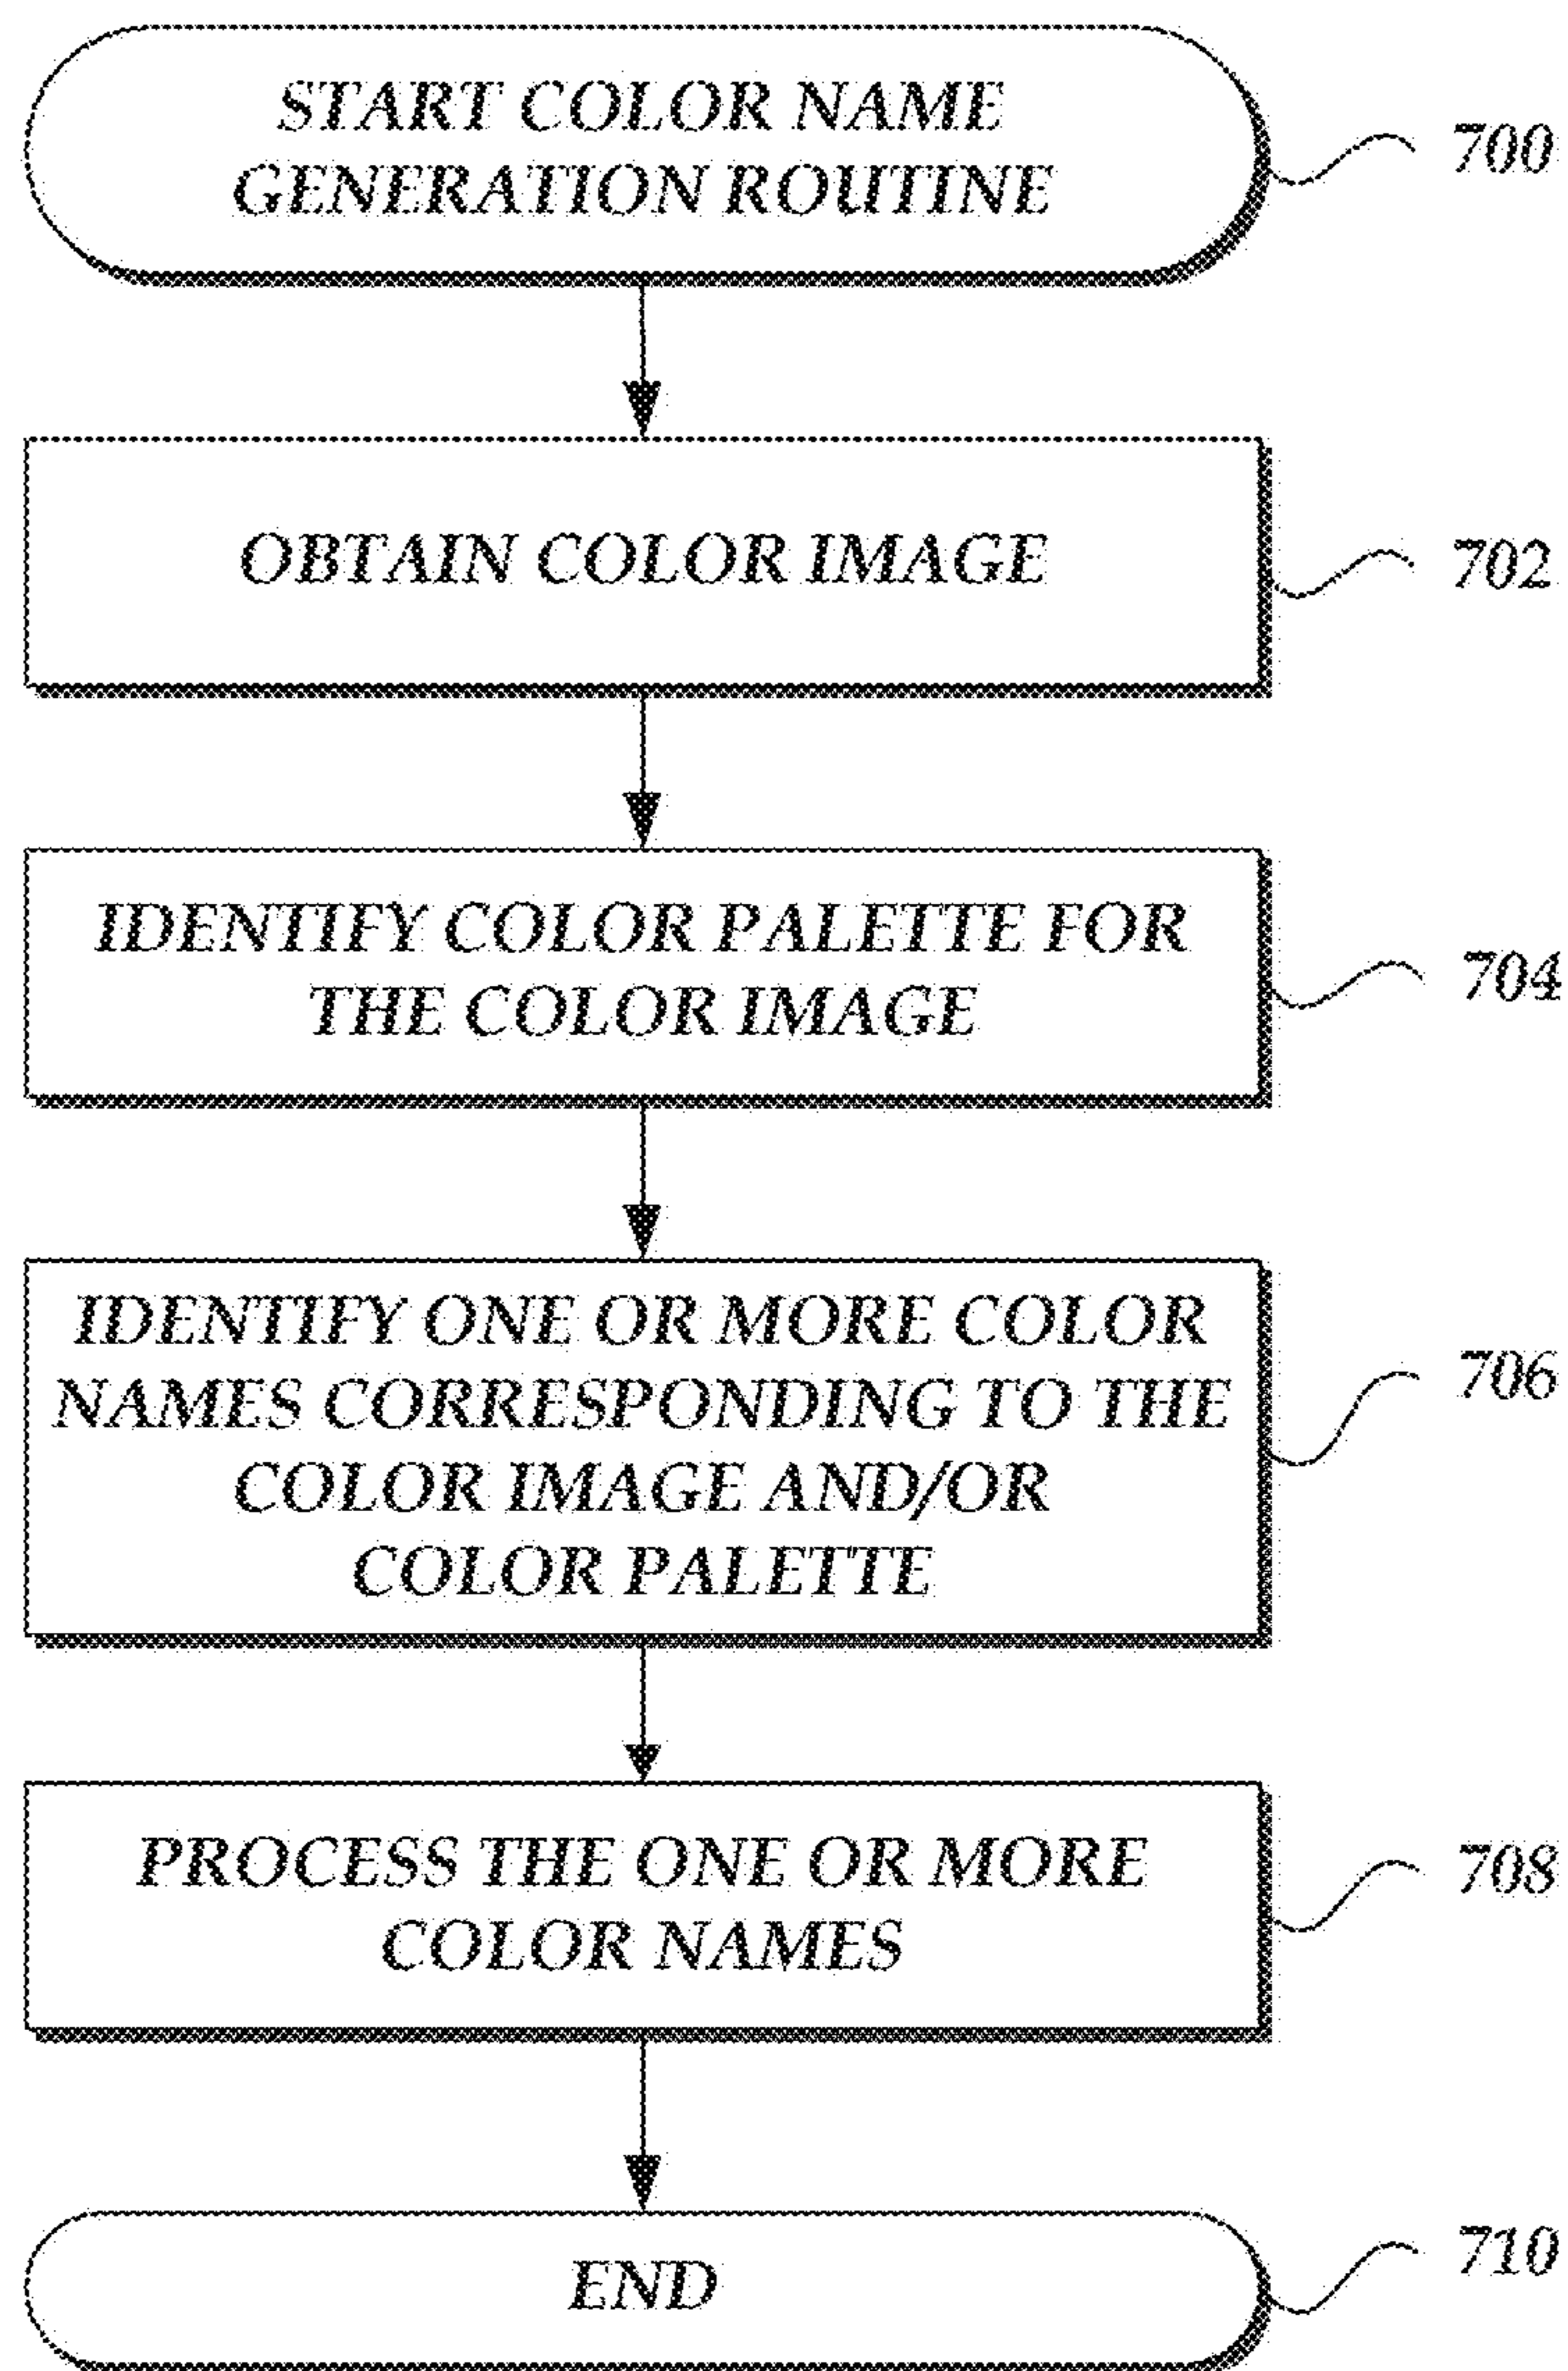 START COLOR NAME
GENERATION ROUTINE
700
OBTAIN COLOR IMAGE
702
IDENTIFY COLOR PALETTE FOR
THE COLOR IMAGE
704
IDENTIFY ONE OR MORE COLOR
NAMES CORRESPONDING TO THE
COLOR IMAGE AND/OR
COLOR PALETTE
706
PROCESS THE ONE OR MORE
COLOR NAMES
708
END
710